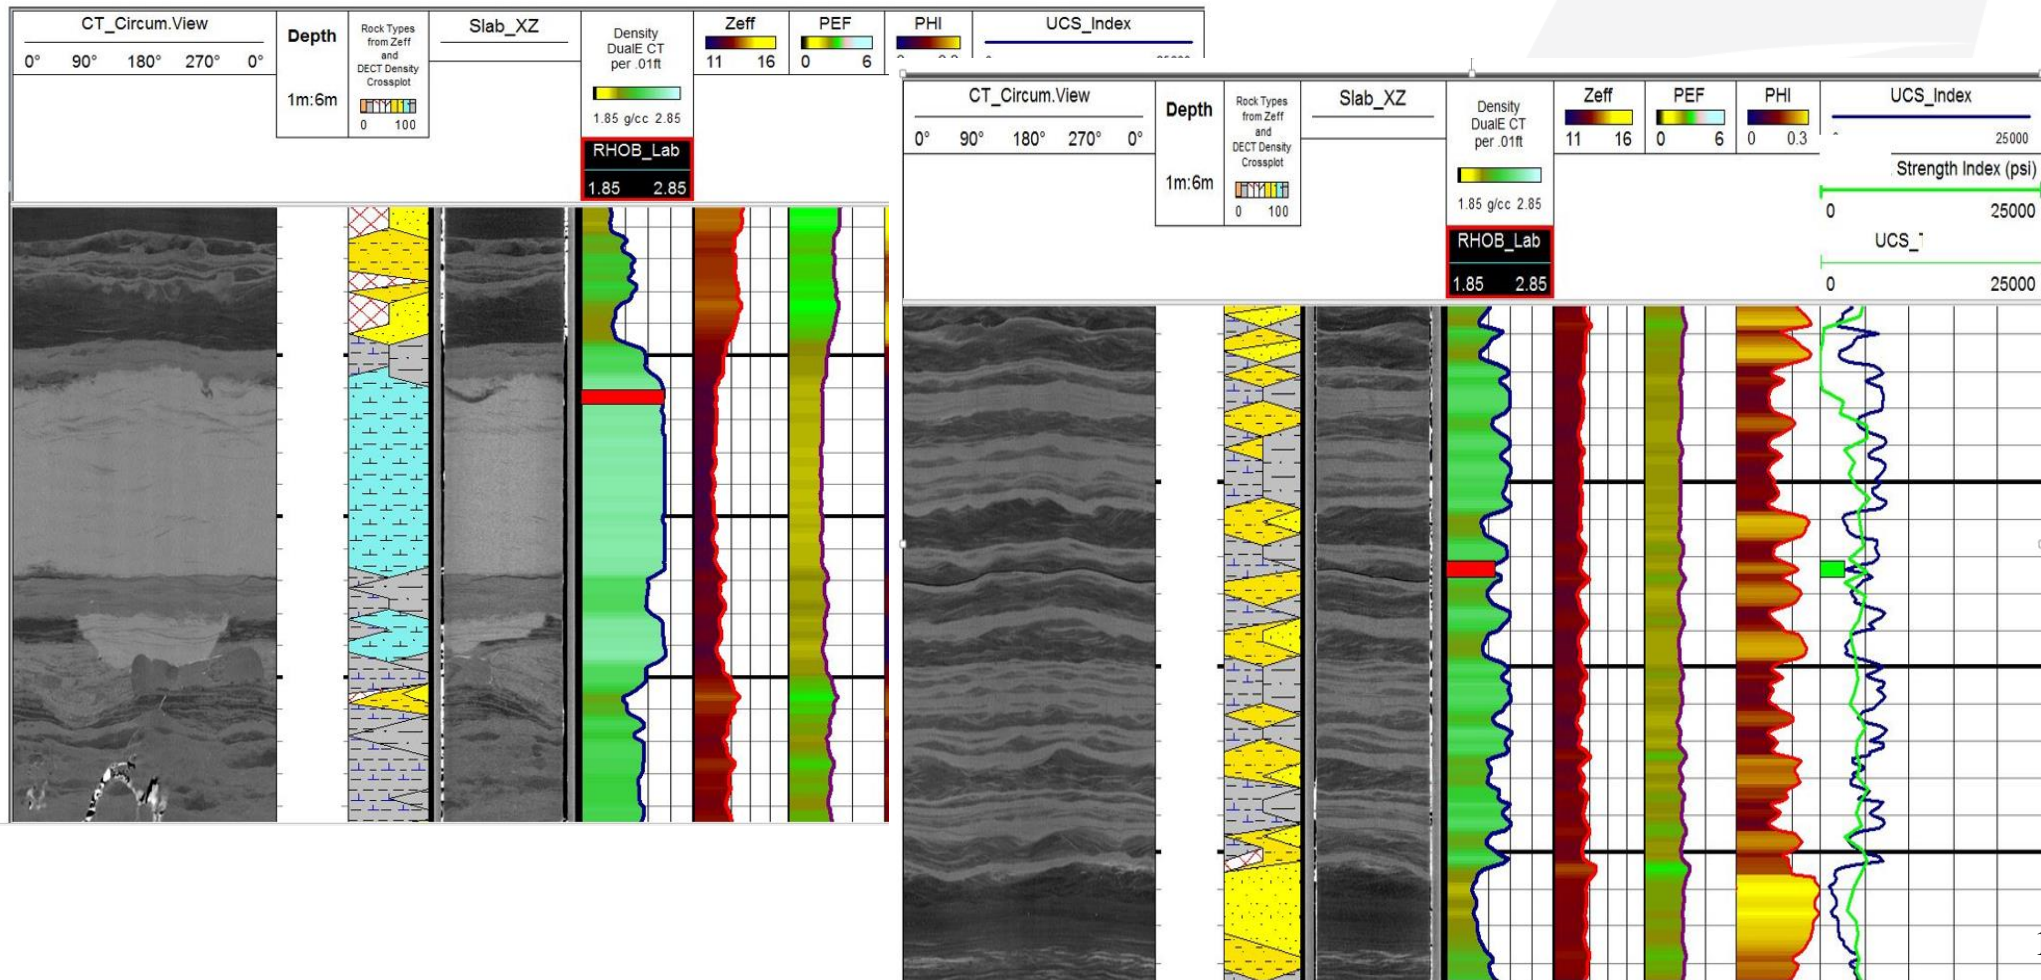 CT_Circum.View
0° 90° 180° 270° 0°
Depth
1m:6m
Rock Types
from Zeff
and
DECT Density
Crossplot
0 100
Slab_XZ
Density
DualE CT
per .01ft
1.85 g/cc 2.85
RHOB_Lab
1.85 2.85
Zeff
11 16
PEF
0 6
PHI
UCS_Index
CT_Circum.View
0° 90° 180° 270° 0°
Depth
1m:6m
Rock Types
from Zeff
and
DECT Density
Crossplot
0 100
Slab_XZ
Density
DualE CT
per .01ft
1.85 g/cc 2.85
RHOB_Lab
1.85 2.85
Zeff
11 16
PEF
0 6
PHI
0 0.3
UCS_Index
25000
Strength Index (psi)
0 25000
UCS_
0 25000